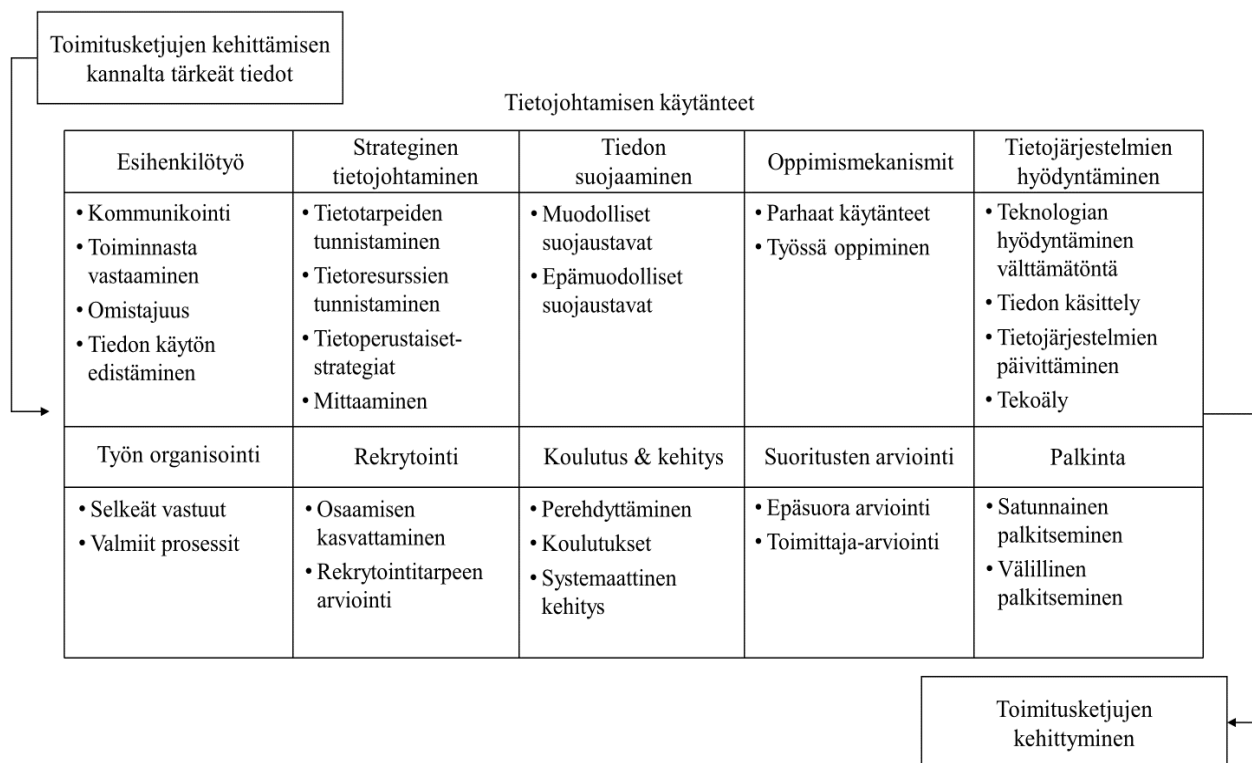 Toimitusketjujen kehittämisen
kannalta tärkeät tiedot
Tietojohtamisen käytänteet
Esihenkilötyö
Strateginen
tietojohtaminen
Tiedon
suojaaminen
Oppimismekanismit
Tietojärjestelmien
hyödyntäminen
• Kommunikointi
• Toiminnasta
vastaaminen
• Omistajuus
• Tiedon käytön
edistäminen
• Tietotarpeiden
tunnistaminen
• Tietoresurssien
tunnistaminen
• Tietoperustaiset-
strategiat
• Mittaaminen
• Muodolliset
suojaustavat
• Epämuodolliset
suojaustavat
• Parhaat käytänteet
• Työssä oppiminen
• Teknologian
hyödyntäminen
välttämätöntä
• Tiedon käsittely
• Tietojärjestelmien
päivittäminen
• Tekoäly
Työn organisointi
Rekrytointi
Koulutus & kehitys
Suoritusten arviointi
Palkinta
• Selkeät vastuut
• Valmiit prosessit
• Osaamisen
kasvattaminen
• Rekrytointitarpeen
arviointi
• Perehdyttäminen
• Koulutukset
• Systemaattinen
kehitys
• Epäsuora arviointi
• Toimittaja-arviointi
• Satunnainen
palkitseminen
• Välillinen
palkitseminen
Toimitusketjujen
kehittyminen